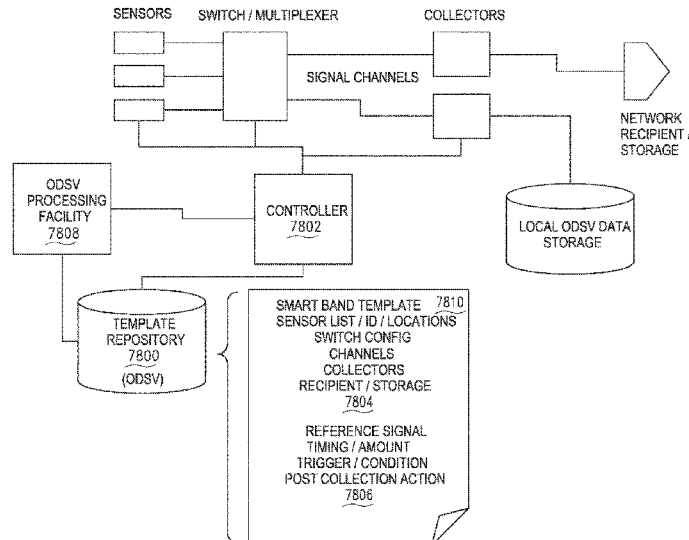 SENSORS
SWITCH / MULTIPLEXER
COLLECTORS
SIGNAL CHANNELS
NETWORK
RECIPIENT /
STORAGE
ODSV
PROCESSING
FACILITY
7808
CONTROLLER
7802
LOCAL ODSV DATA
STORAGE
TEMPLATE
REPOSITORY
7800
(ODSV)
SMART BAND TEMPLATE 7810
SENSOR LIST / ID / LOCATIONS
SWITCH CONFIG
CHANNELS
COLLECTORS
RECIPIENT / STORAGE
7804
REFERENCE SIGNAL
TIMING / AMOUNT
TRIGGER / CONDITION
POST COLLECTION ACTION
7806